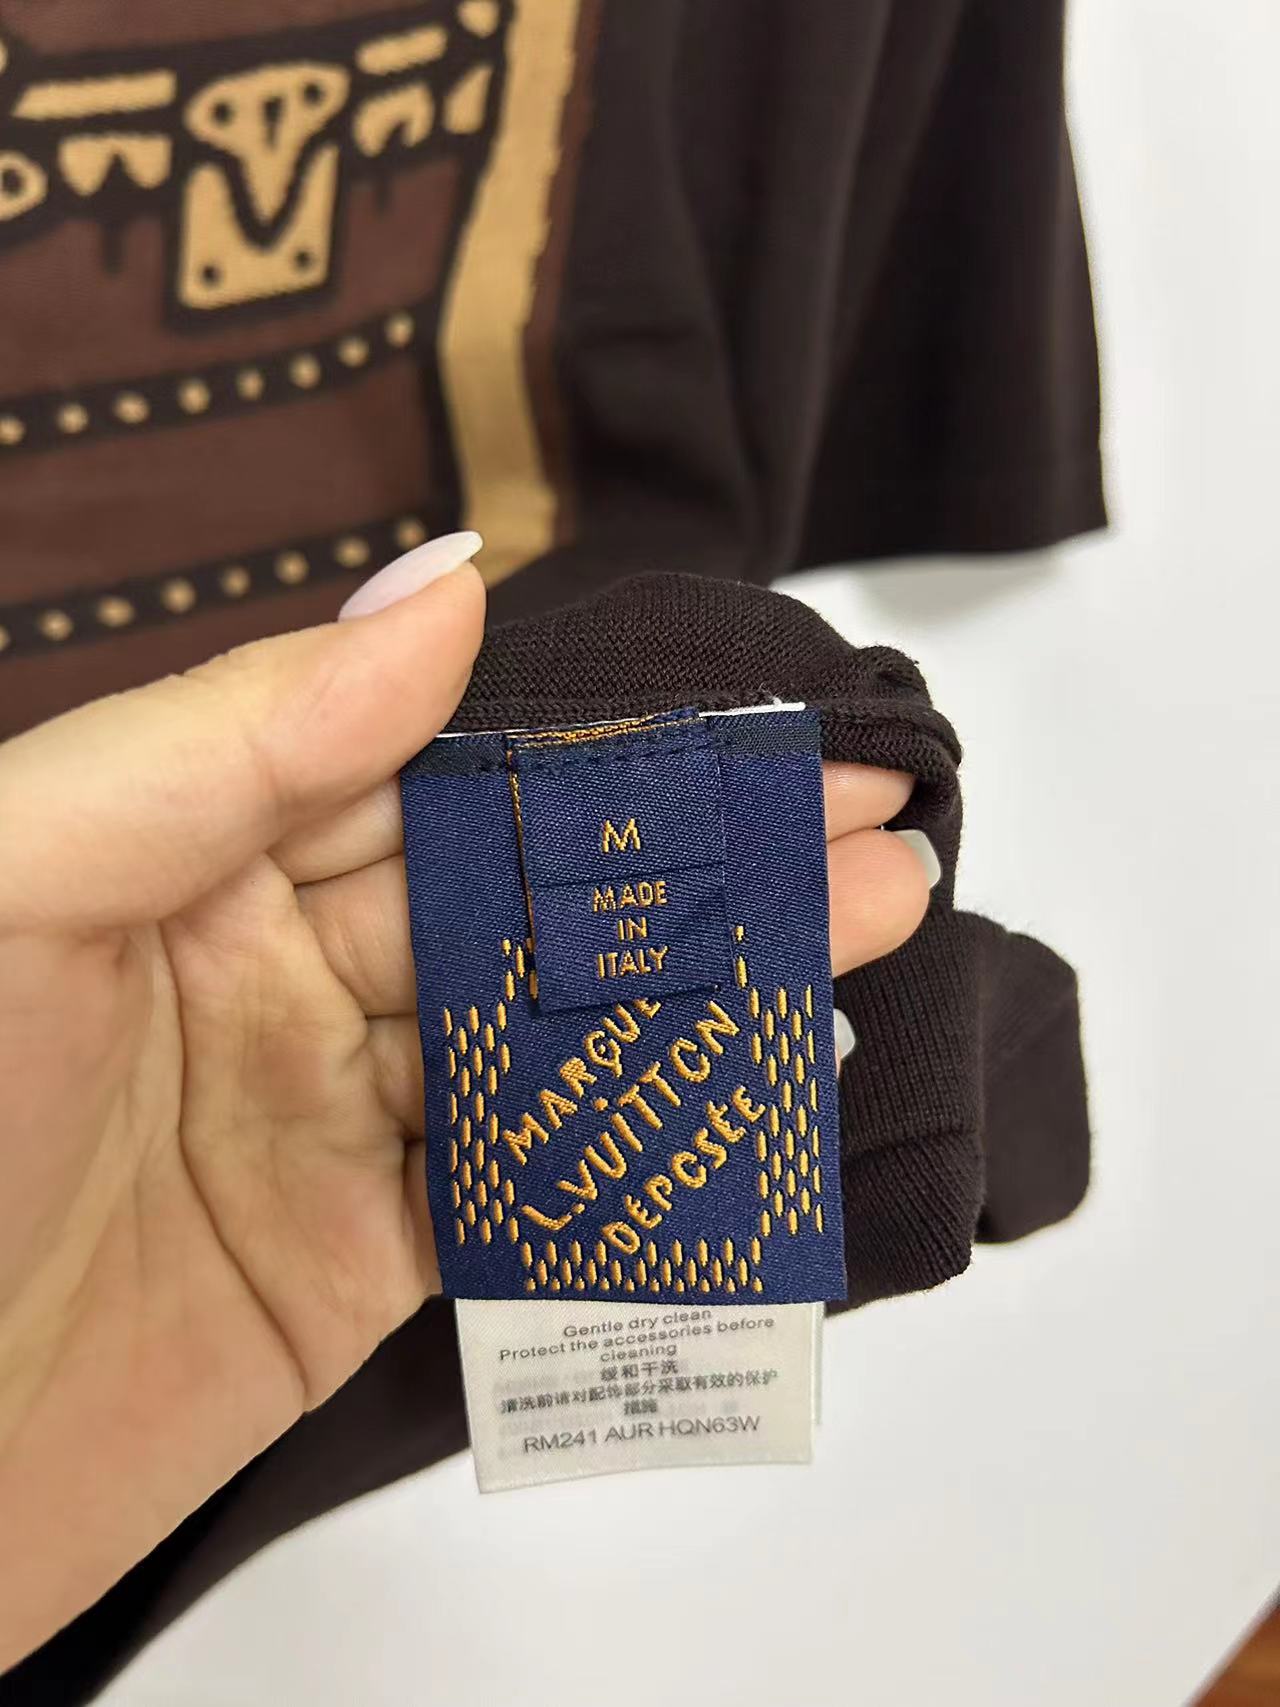 M
MADE
IN
ITALY
MARQUE
L.VUITTON
DÉPOSÉE
Gentle dry clean
Protect the accessories before
cleaning
缓和干洗
清洗前请对配饰部分采取有效的保护
措施
RM241 AUR HQN63W